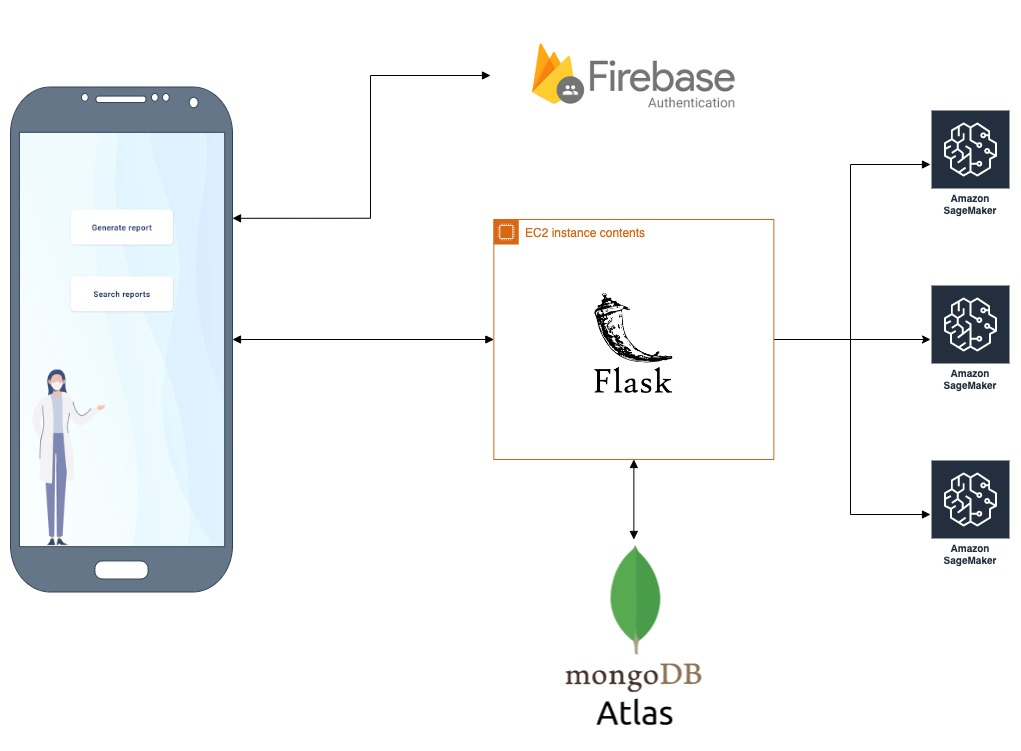 Firebase
Authentication
Generate report
Search reports
EC2 instance contents
Flask
mongoDB
Atlas
Amazon
SageMaker
Amazon
SageMaker
Amazon
SageMaker